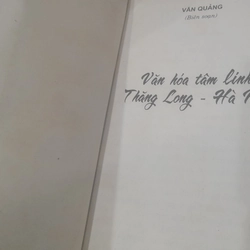 VĂN QUẢNG
(Biên soạn)
Văn hóa tâm linh
Thăng Long - Hà